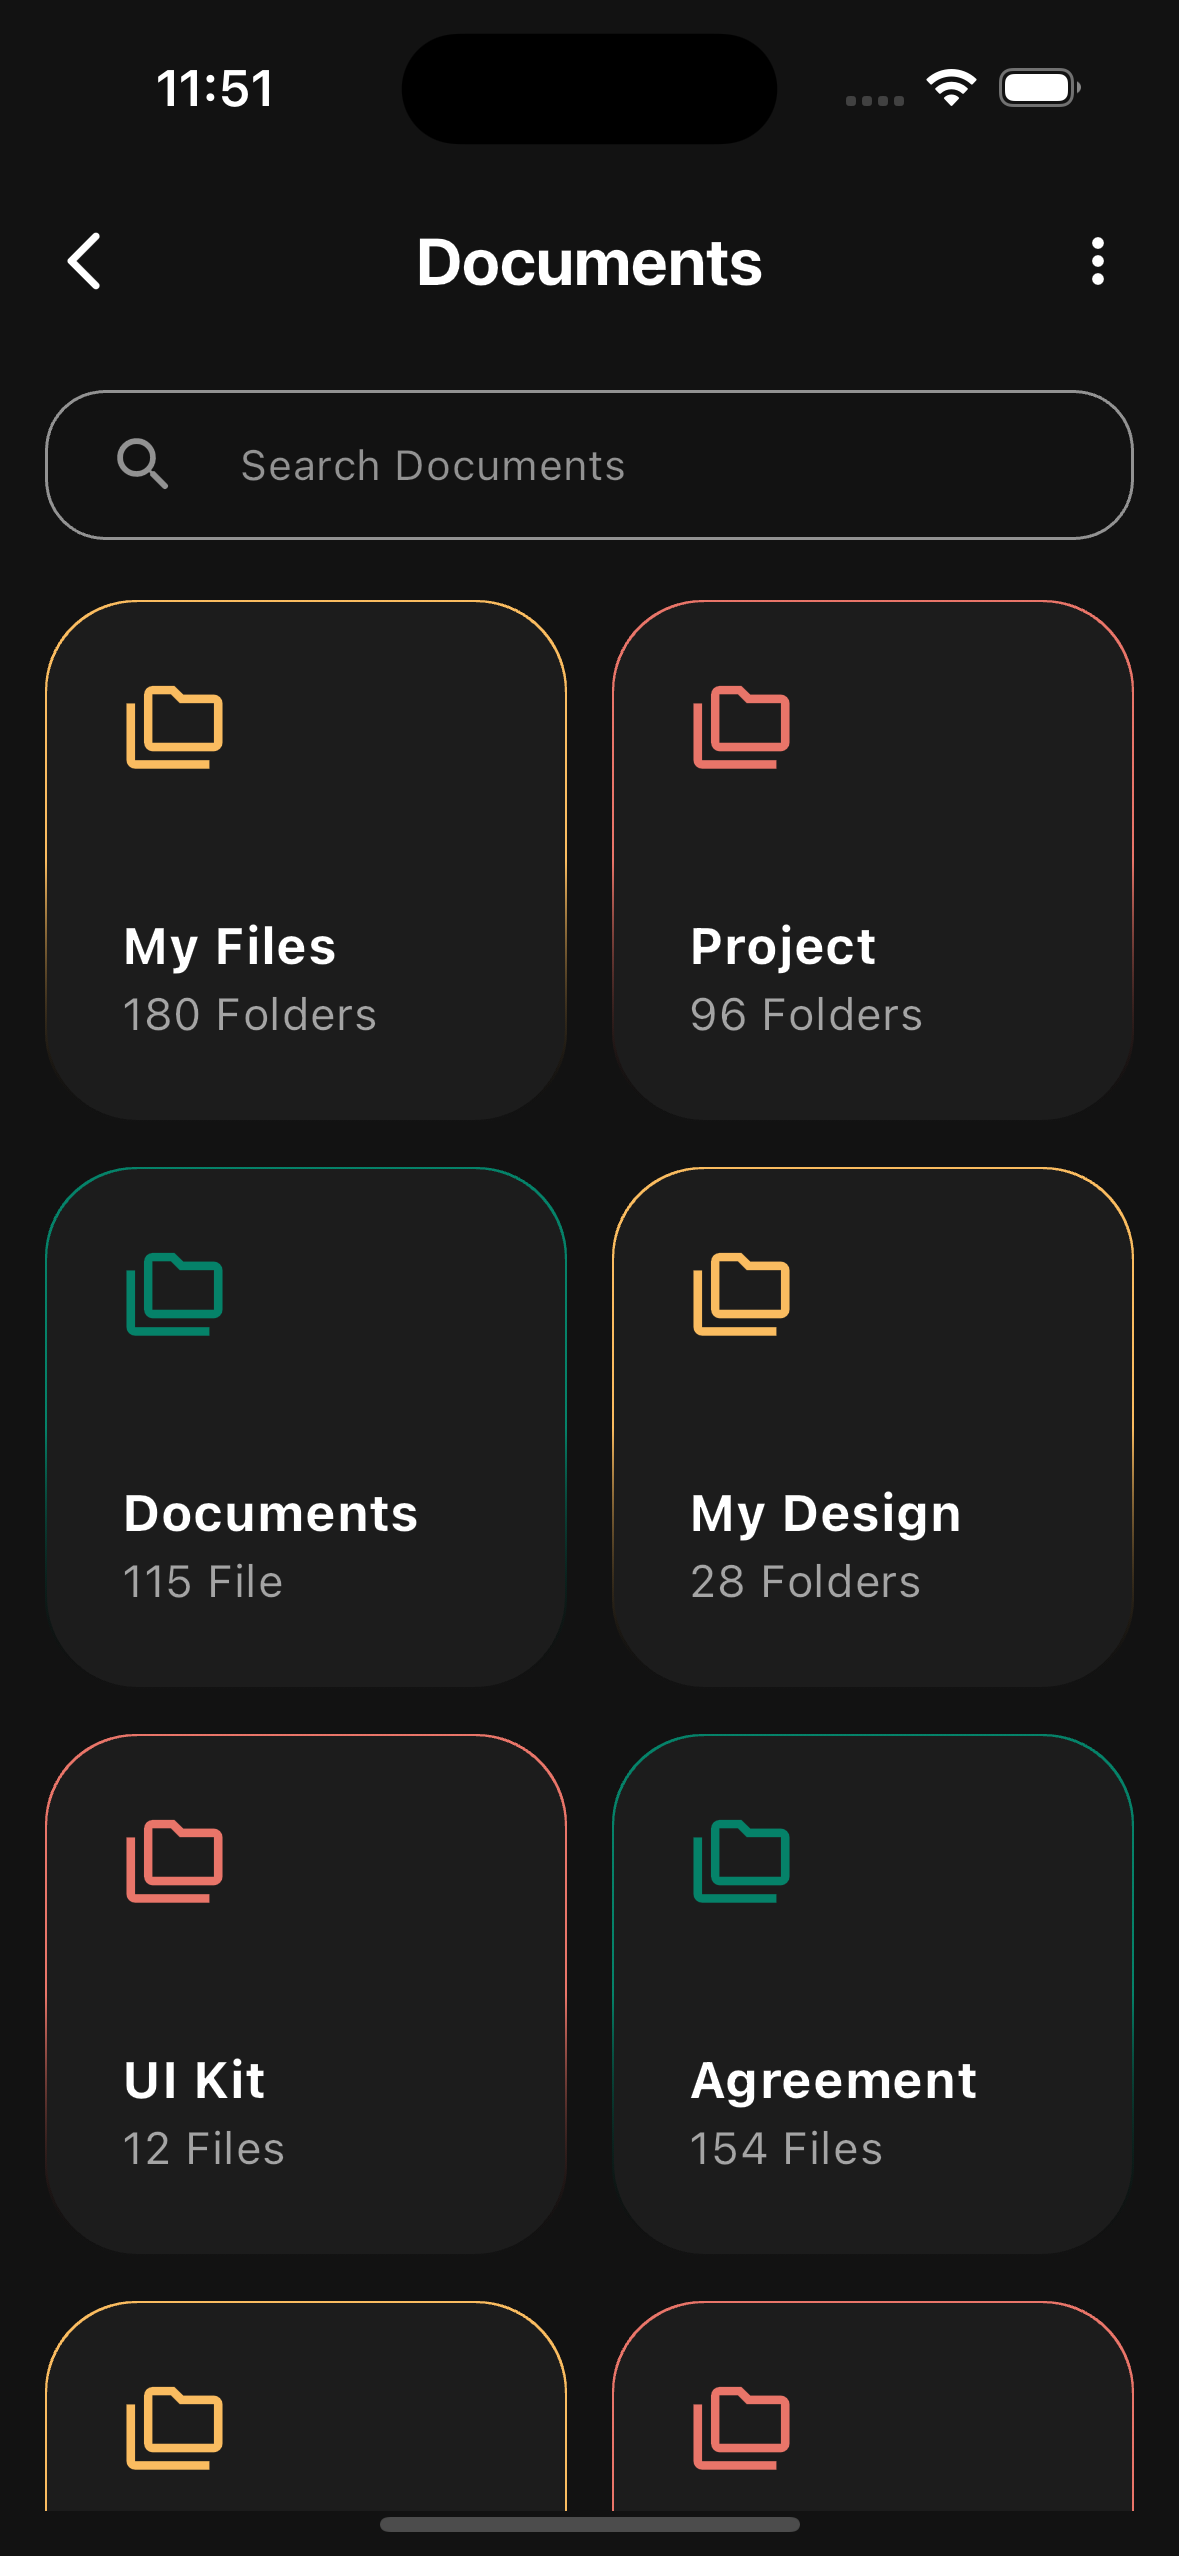 11:51
Documents
Search Documents
My Files
180 Folders
Project
96 Folders
Documents
115 File
My Design
28 Folders
UI Kit
12 Files
Agreement
154 Files